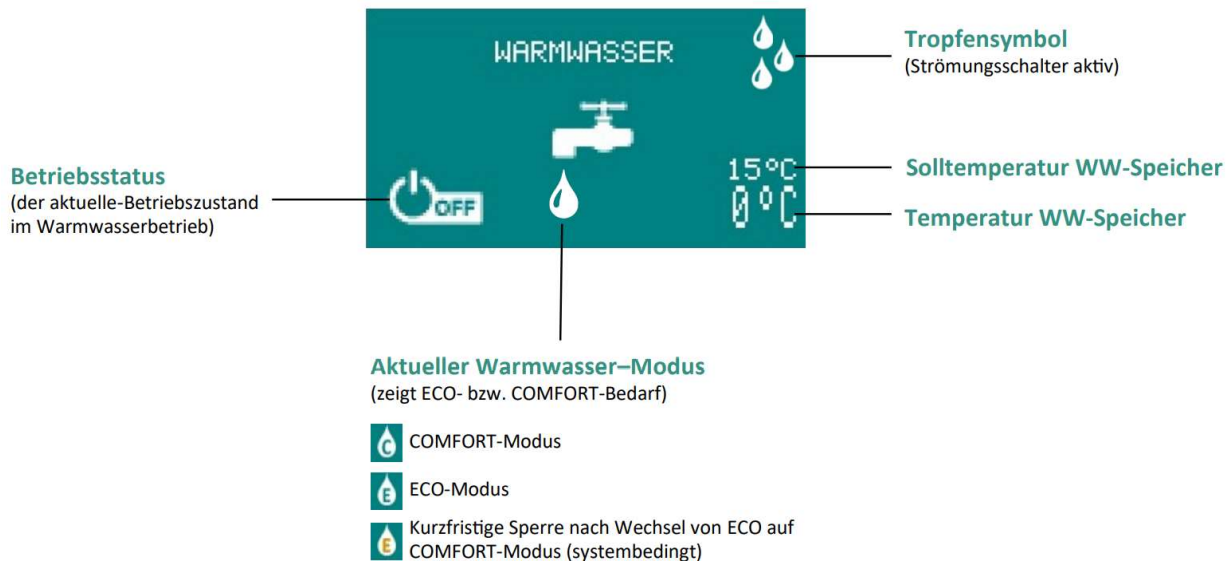 WARMWASSER
Tropfensymbol
(Strömungsschalter aktiv)
Betriebsstatus
(der aktuelle-Betriebszustand
im Warmwasserbetrieb)
OFF
15°C
0°C
Solltemperatur WW-Speicher
Temperatur WW-Speicher
Aktueller Warmwasser–Modus
(zeigt ECO- bzw. COMFORT-Bedarf)
C COMFORT-Modus
E ECO-Modus
E Kurzfristige Sperre nach Wechsel von ECO auf
COMFORT-Modus (systembedingt)